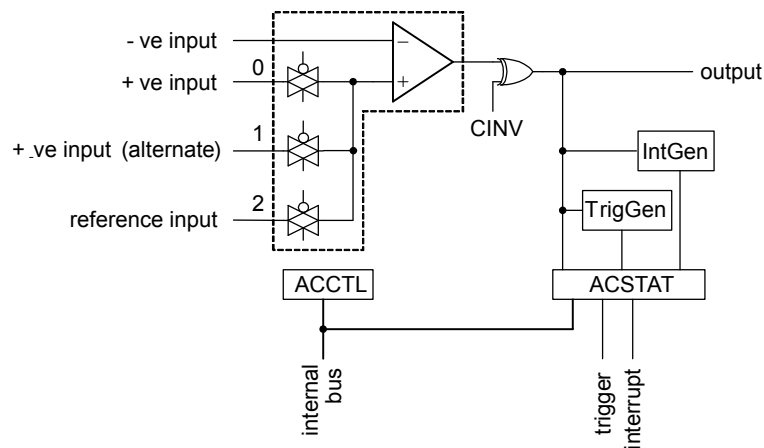 - ve input
+ ve input
0
+ ve input (alternate)
1
reference input
2
−
+
CINV
output
IntGen
TrigGen
ACCTL
ACSTAT
internal
bus
trigger
interrupt